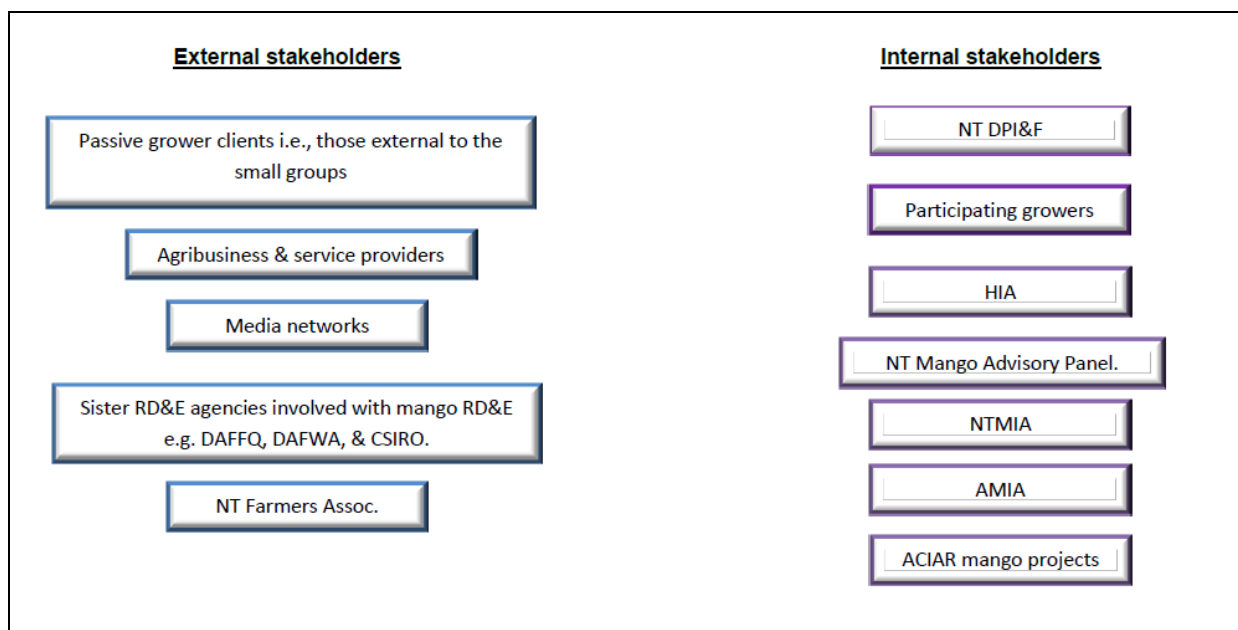 External stakeholders
Passive grower clients i.e., those external to the
small groups
Agribusiness & service providers
Media networks
Sister RD&E agencies involved with mango RD&E
e.g. DAFFQ, DAFWA, & CSIRO.
NT Farmers Assoc.
Internal stakeholders
NT DPI&F
Participating growers
HIA
NT Mango Advisory Panel.
NTMIA
AMIA
ACIAR mango projects